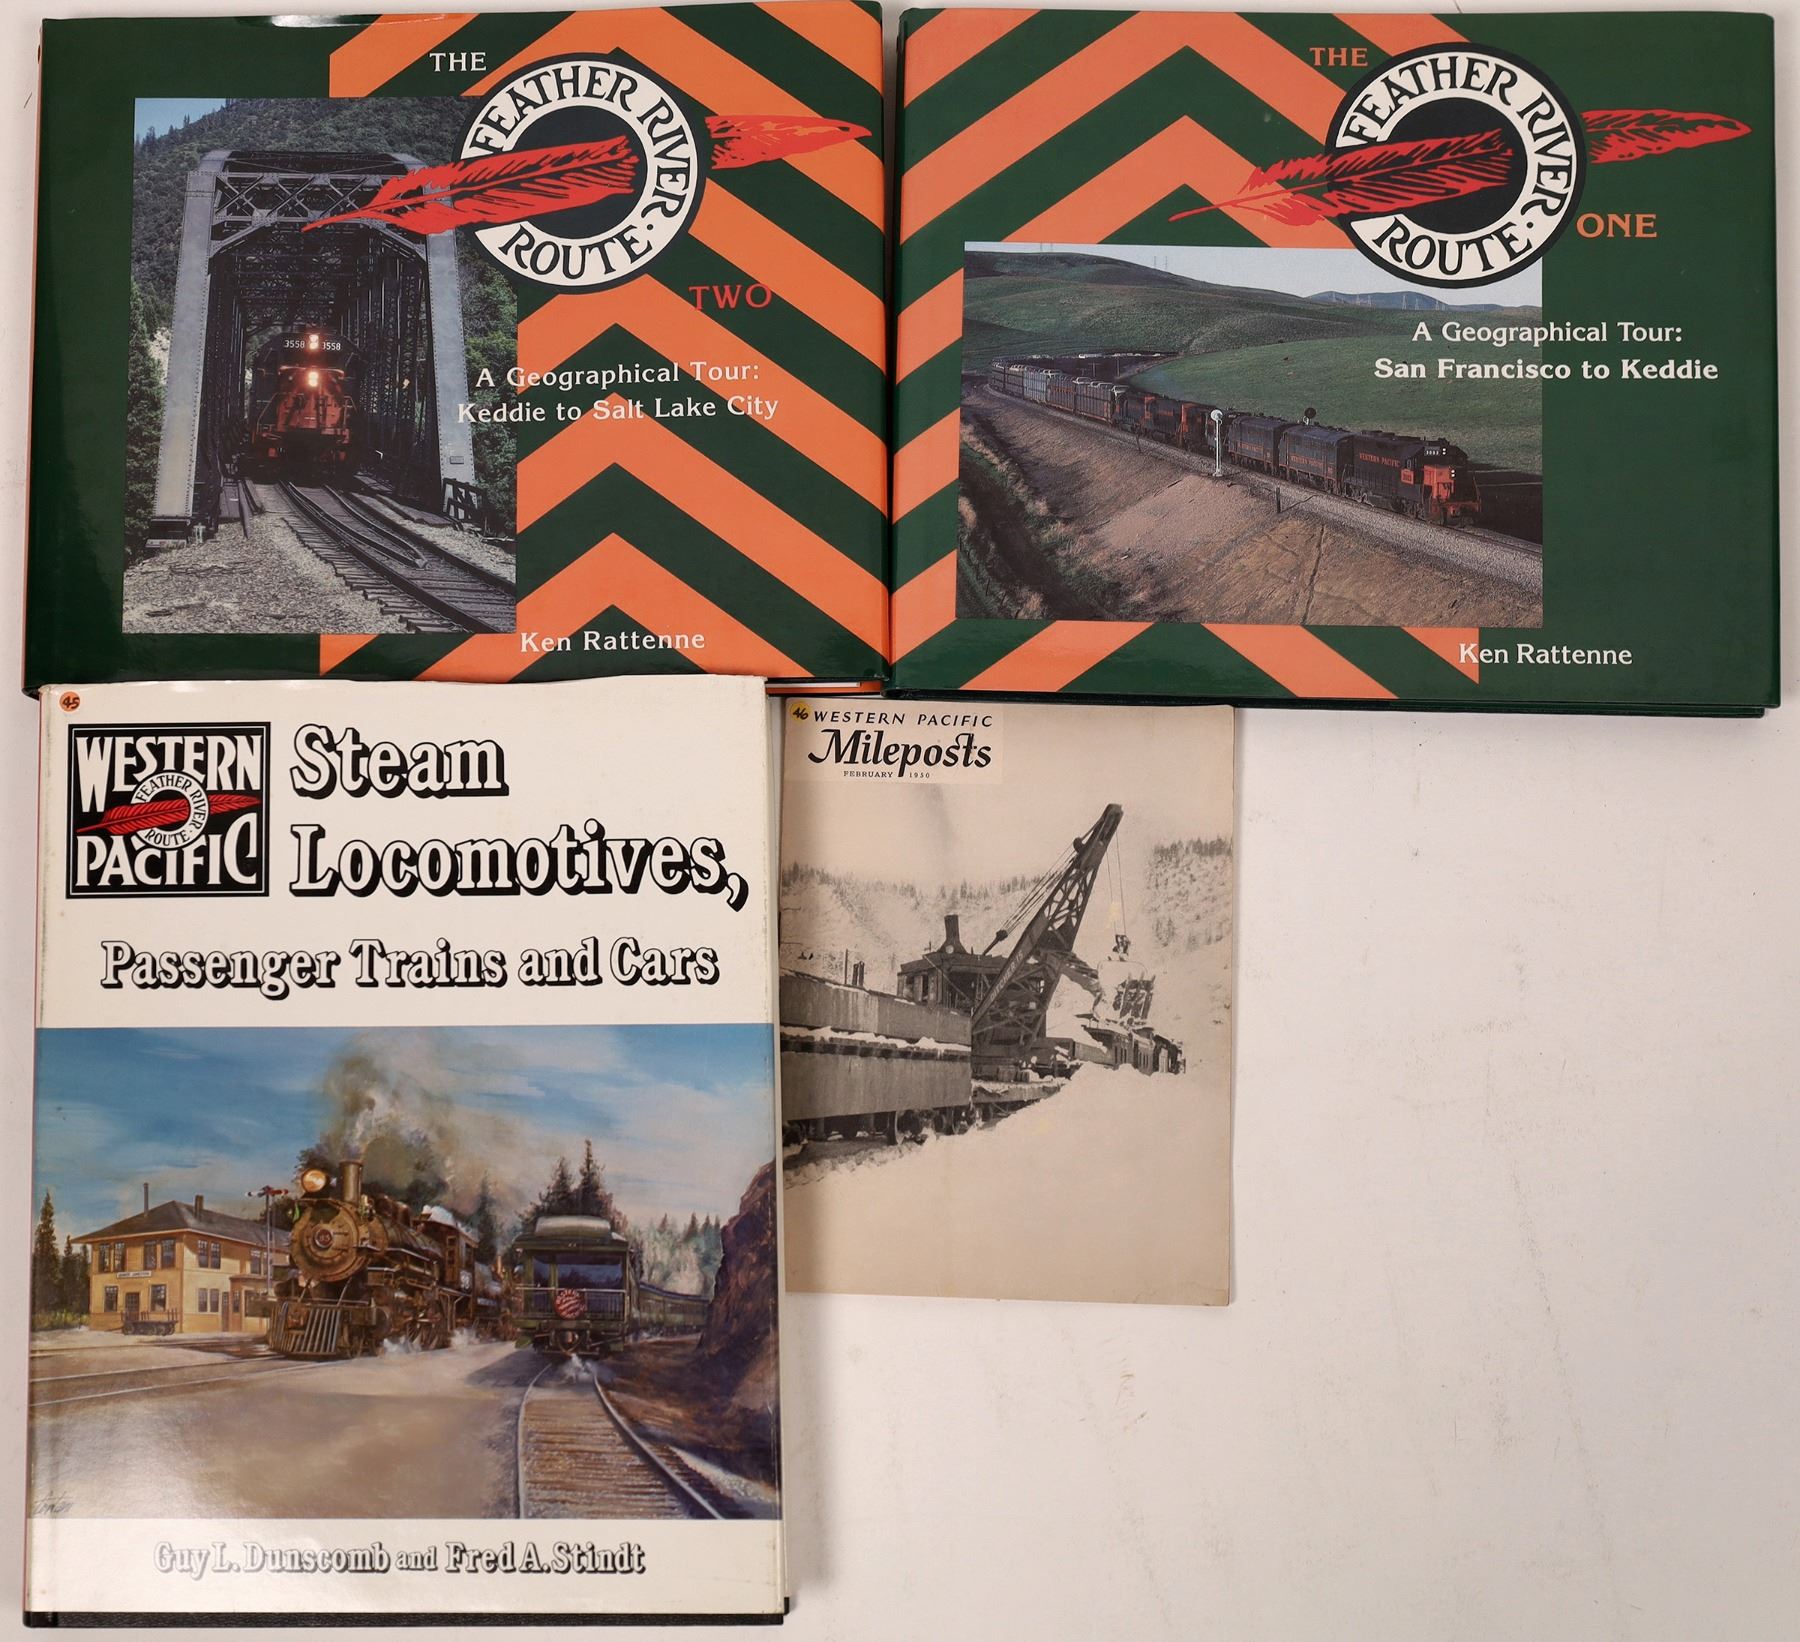 THE
FEATHER RIVER
ROUTE
TWO
A Geographical Tour:
Keddie to Salt Lake City
3558 3558
Ken Rattenne
THE
FEATHER RIVER
ROUTE
ONE
A Geographical Tour:
San Francisco to Keddie
WESTERN PACIFIC
Ken Rattenne
45
WESTERN
FEATHER RIVER
ROUTE
PACIFIC
Steam
Locomotives,
Passenger Trains and Cars
Guy L. Dunscomb and Fred A. Stindt
46
WESTERN PACIFIC
Mileposts
FEBRUARY 1950